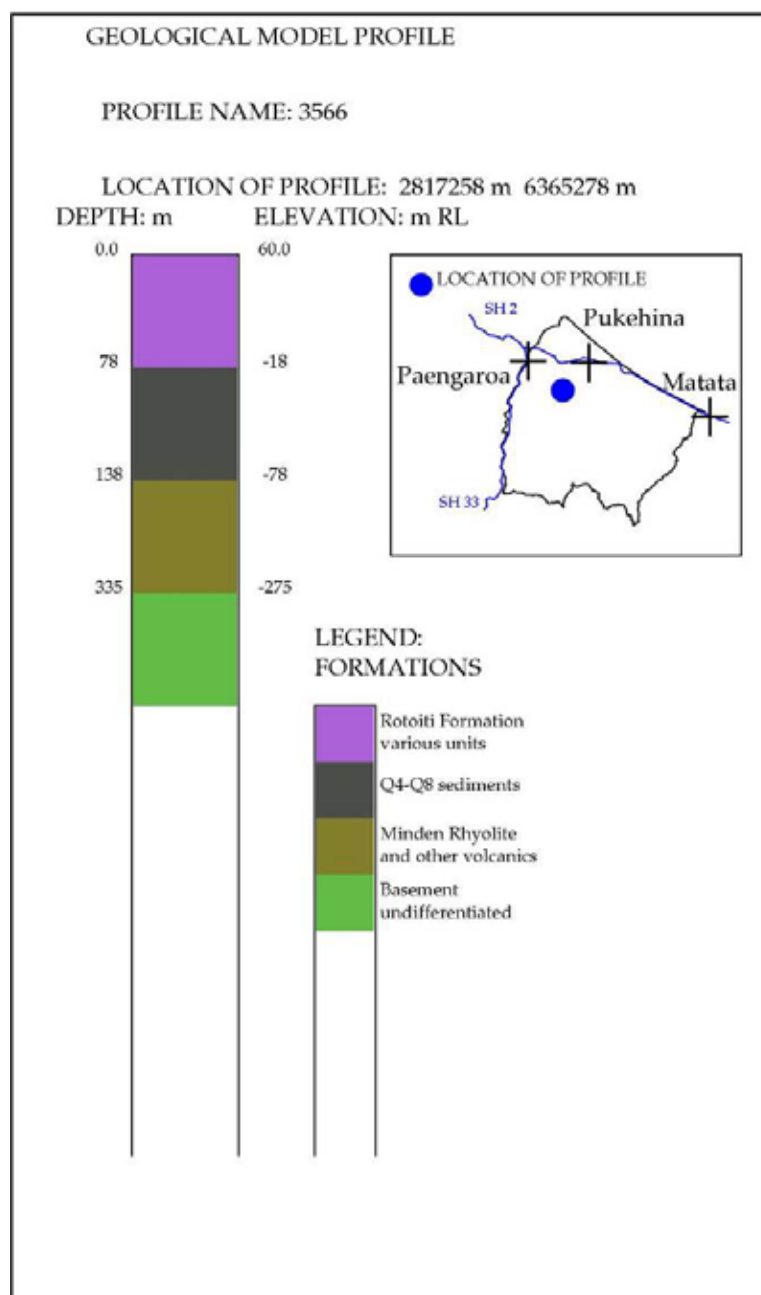 GEOLOGICAL MODEL PROFILE
PROFILE NAME: 3566
LOCATION OF PROFILE: 2817258 m 6365278 m
DEPTH: m ELEVATION: m RL
0.0 60.0
78 -18
138 -78
335 -275
LOCATION OF PROFILE
SH 2
Pukehina
Paengaroa
Matata
SH 33
LEGEND:
FORMATIONS
Rotoiti Formation
various units
Q4-Q8 sediments
Minden Rhyolite
and other volcanics
Basement
undifferentiated